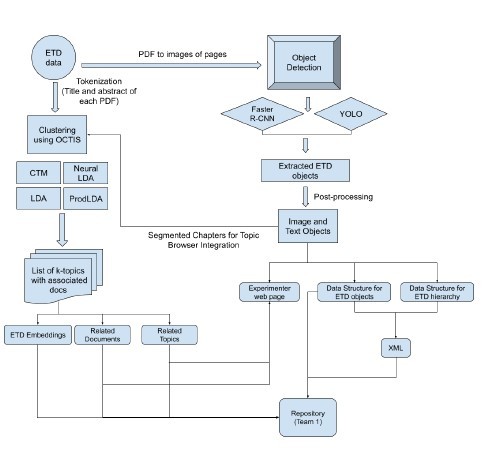 ETD
data
PDF to images of pages
Object
Detection
Tokenization
(Title and abstract of
each PDF)
Faster
R-CNN
YOLO
Clustering
using OCTIS
CTM
Neural
LDA
LDA
ProdLDA
Extracted ETD
objects
Post-processing
Segmented Chapters for Topic
Browser Integration
Image and
Text Objects
List of k-topics
with associated
docs
Experimenter
web page
Data Structure for
ETD objects
Data Structure for
ETD hierarchy
ETD Embeddings
Related
Documents
Related
Topics
XML
Repository
(Team 1)